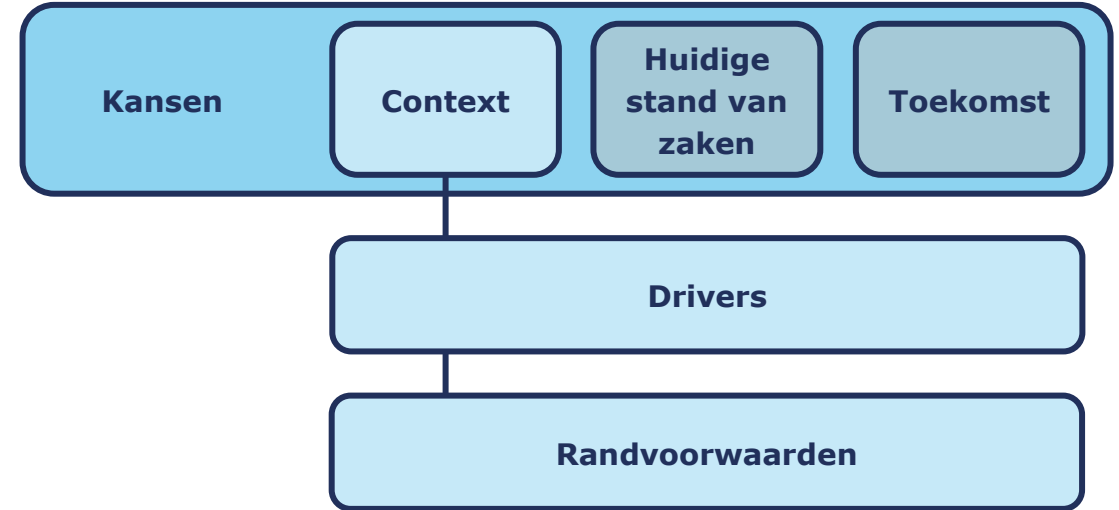 Kansen
Context
Huidige
stand van
zaken
Toekomst
Drivers
Randvoorwaarden